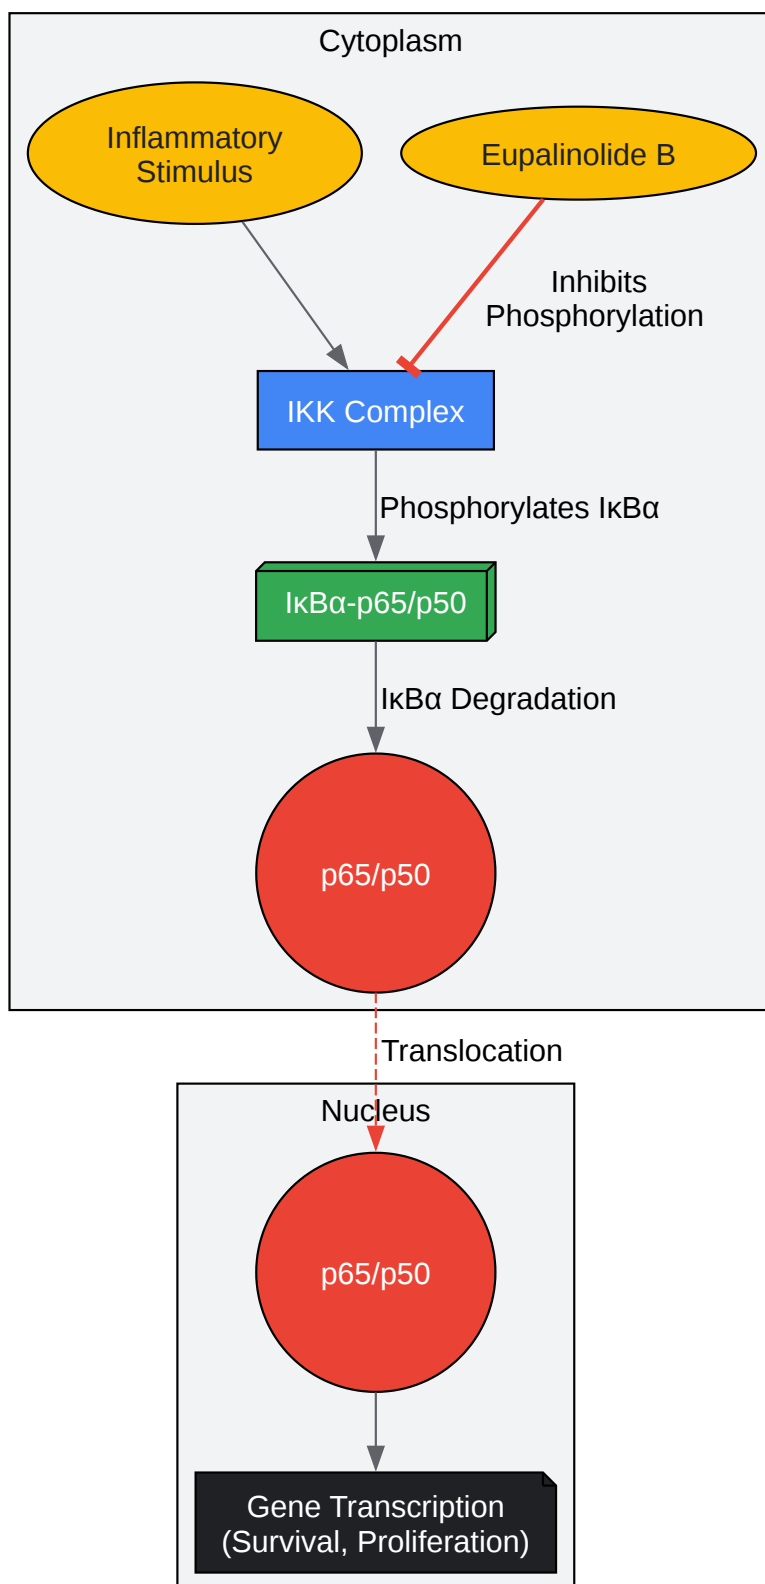 Cytoplasm
Inflammatory
Stimulus
Eupalinolide B
Inhibits
Phosphorylation
IKK Complex
Phosphorylates IκBα
IκBα-p65/p50
IκBα Degradation
p65/p50
Translocation
Nucleus
p65/p50
Gene Transcription
(Survival, Proliferation)